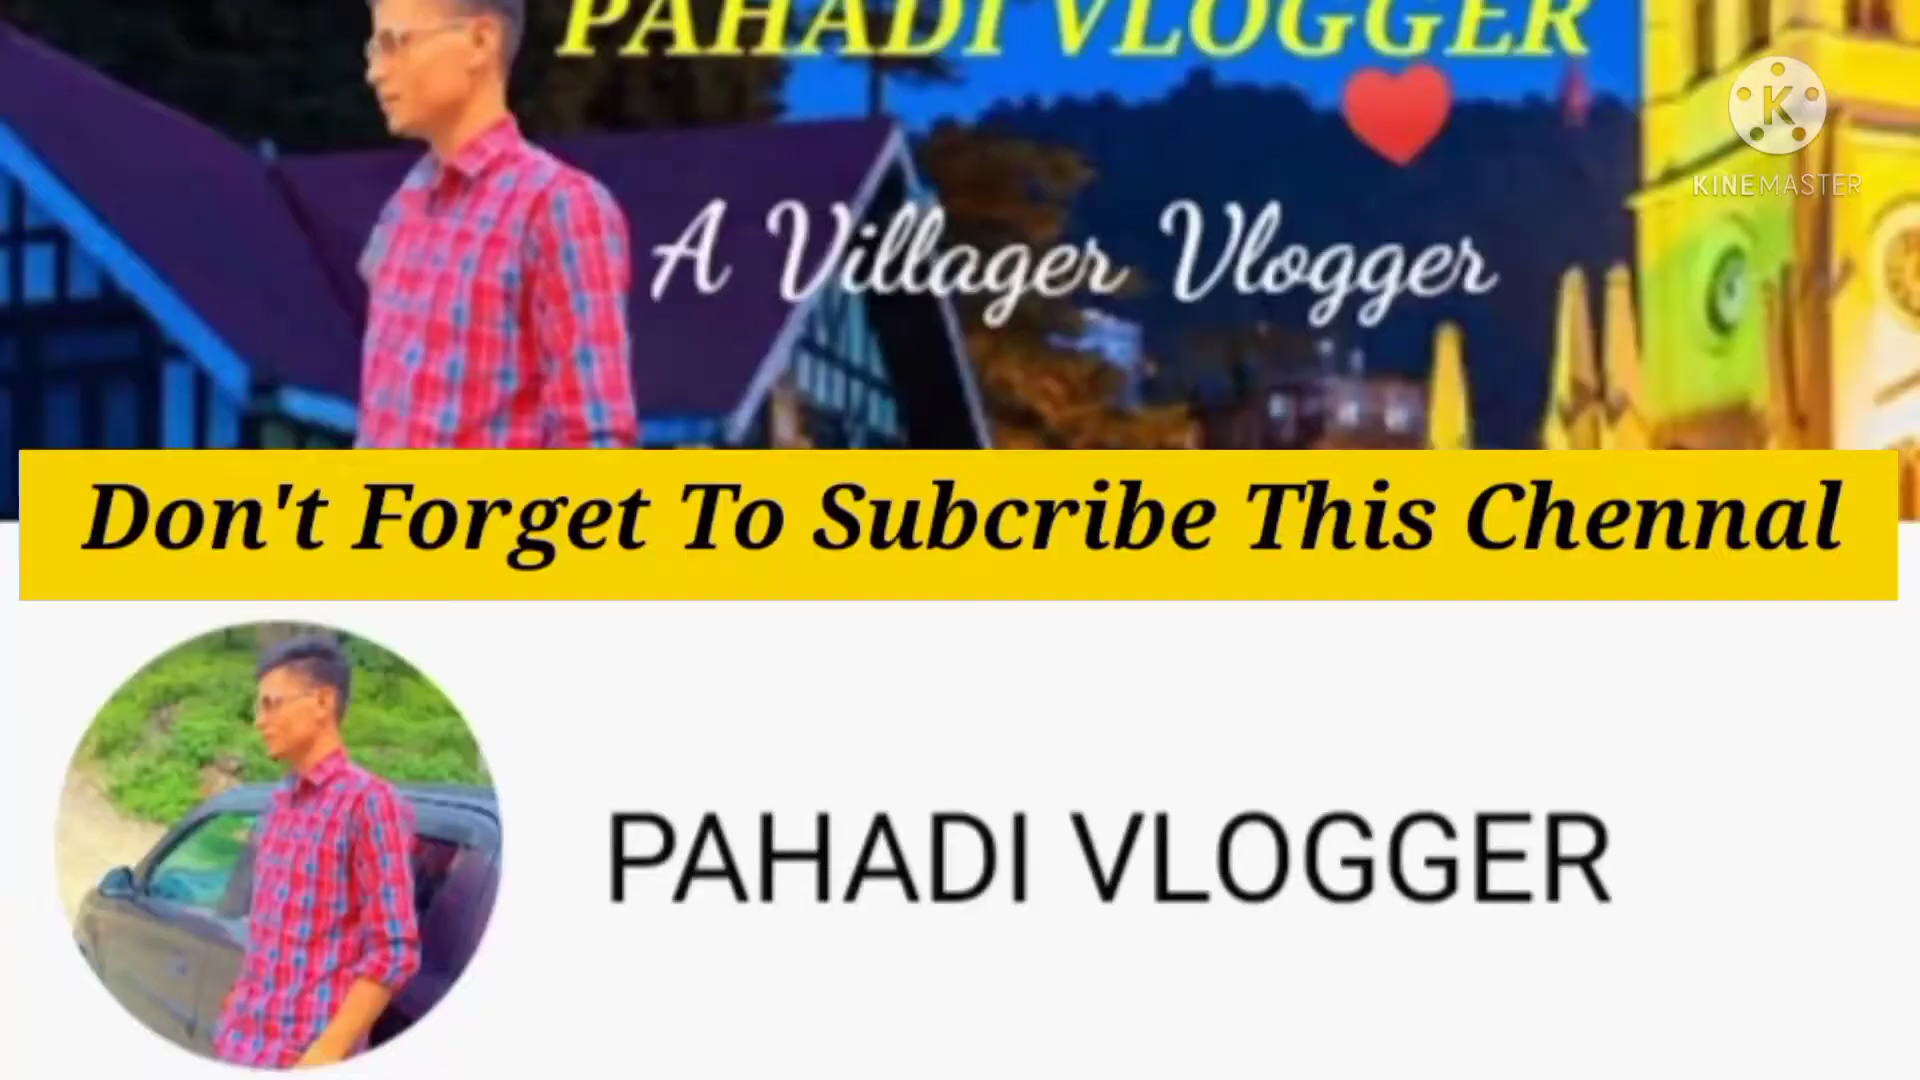 PAHADI VLOGGER
K
KINEMASTER
A Villager Vlogger
Don't Forget To Subcribe This Chennal
PAHADI VLOGGER